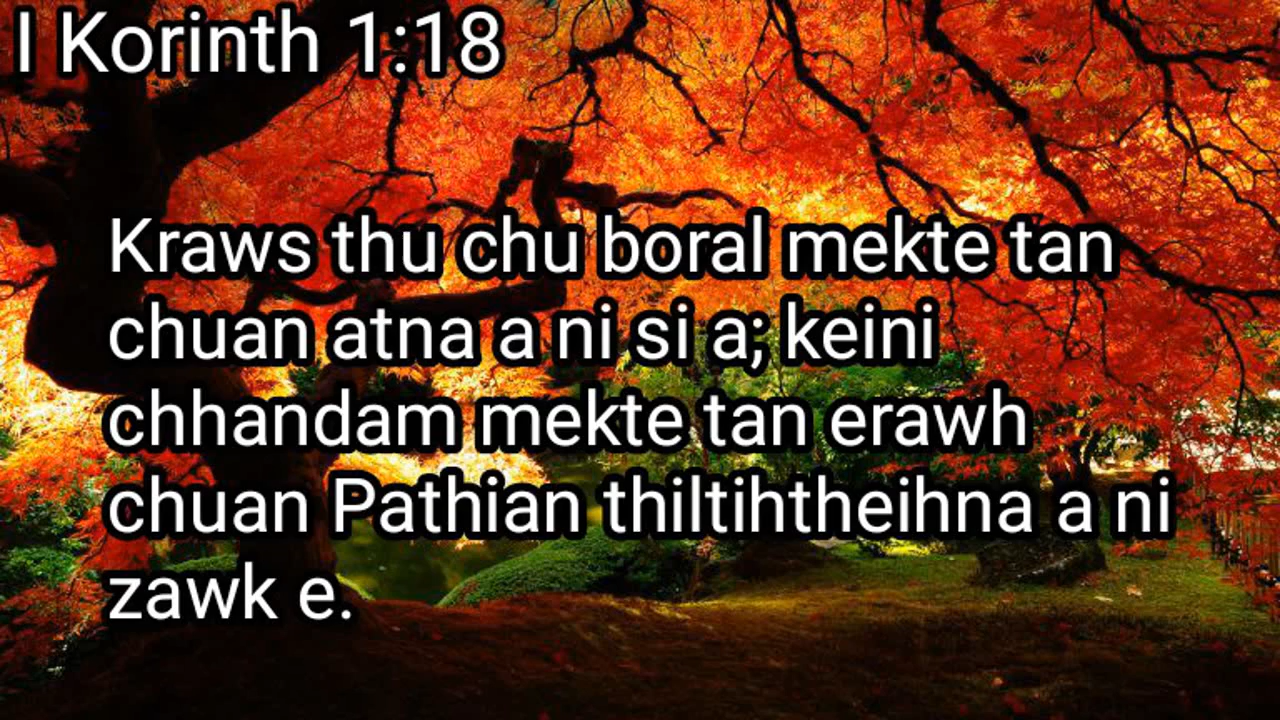 I Korinth 1:18
Kraws thu chu boral mekte tan
chuan atna a ni si a; keini
chhandam mekte tan erawh
chuan Pathian thiltihtheihna a ni
zawk e.